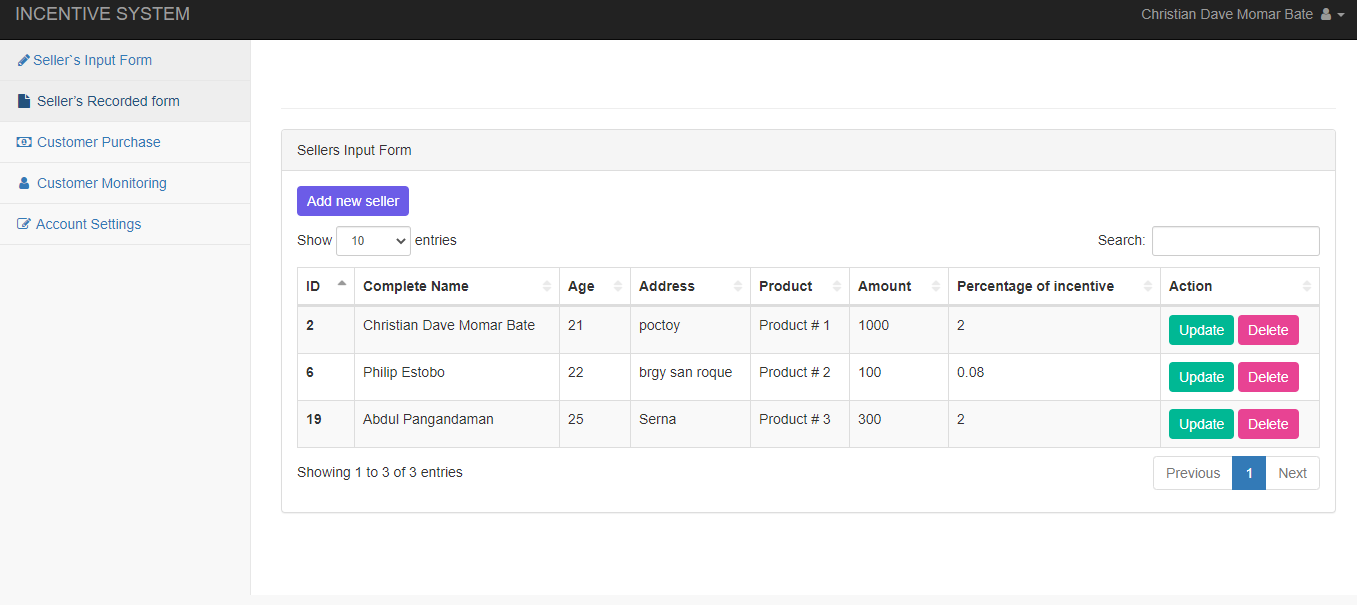 INCENTIVE SYSTEM
Christian Dave Momar Bate
Seller`s Input Form
Seller’s Recorded form
Customer Purchase
Customer Monitoring
Account Settings
Sellers Input Form
Add new seller
Show 10 entries
Search:
ID Complete Name Age Address Product Amount Percentage of incentive Action
2 Christian Dave Momar Bate 21 poctoy Product # 1 1000 2 Update Delete
6 Philip Estobo 22 brgy san roque Product # 2 100 0.08 Update Delete
19 Abdul Pangandaman 25 Serna Product # 3 300 2 Update Delete
Showing 1 to 3 of 3 entries
Previous 1 Next